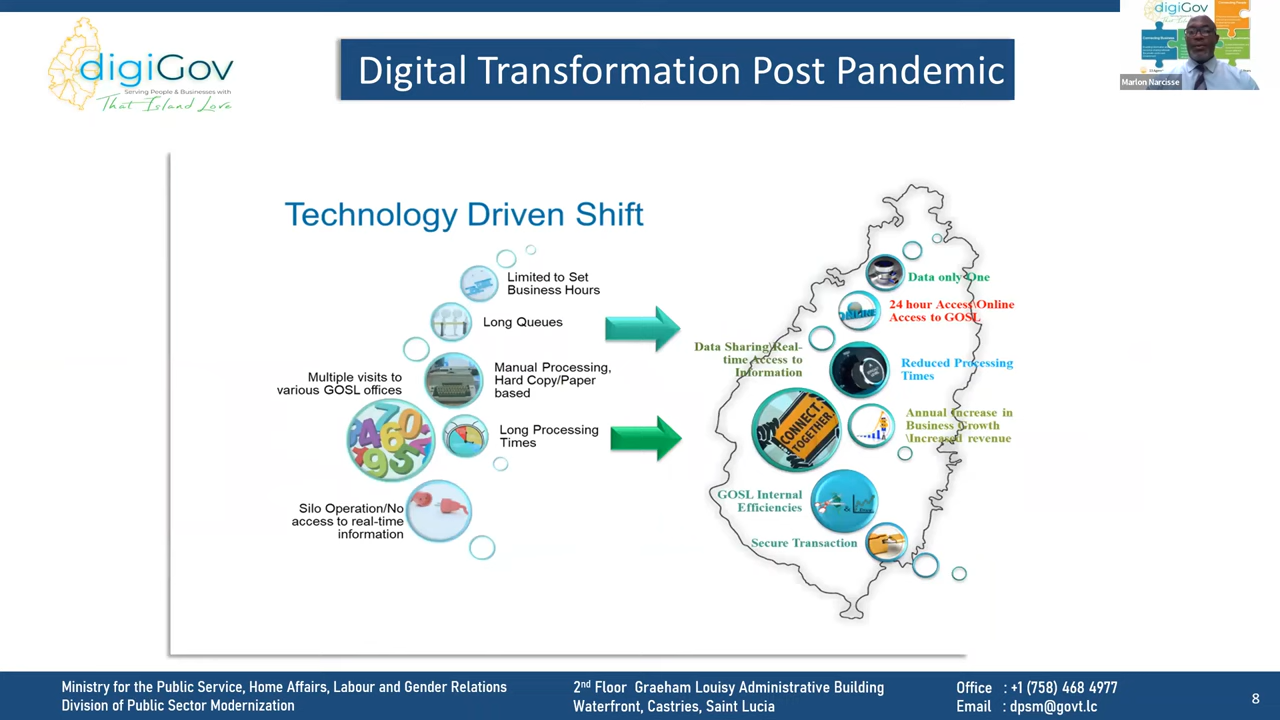 digiGov
Serving People & Businesses with
That Island Love
Digital Transformation Post Pandemic
digiGov
Marlon Narcisse
Technology Driven Shift
Limited to Set
Business Hours
Long Queues
Multiple visits to
various GOSL offices
Manual Processing,
Hard Copy/Paper
based
Long Processing
Times
Silo Operation/No
access to real-time
information
Data only One
24 hour Access\Online
Access to GOSL
Data Sharing\Real-
time Access to
Information
Reduced Processing
Times
CONNECT.
TOGETHER.
Annual Increase in
Business Growth
\Increased revenue
GOSL Internal
Efficiencies
Secure Transaction
Ministry for the Public Service, Home Affairs, Labour and Gender Relations
Division of Public Sector Modernization
2nd Floor Graeham Louisy Administrative Building
Waterfront, Castries, Saint Lucia
Office : +1 (758) 468 4977
Email : dpsm@govt.lc
8